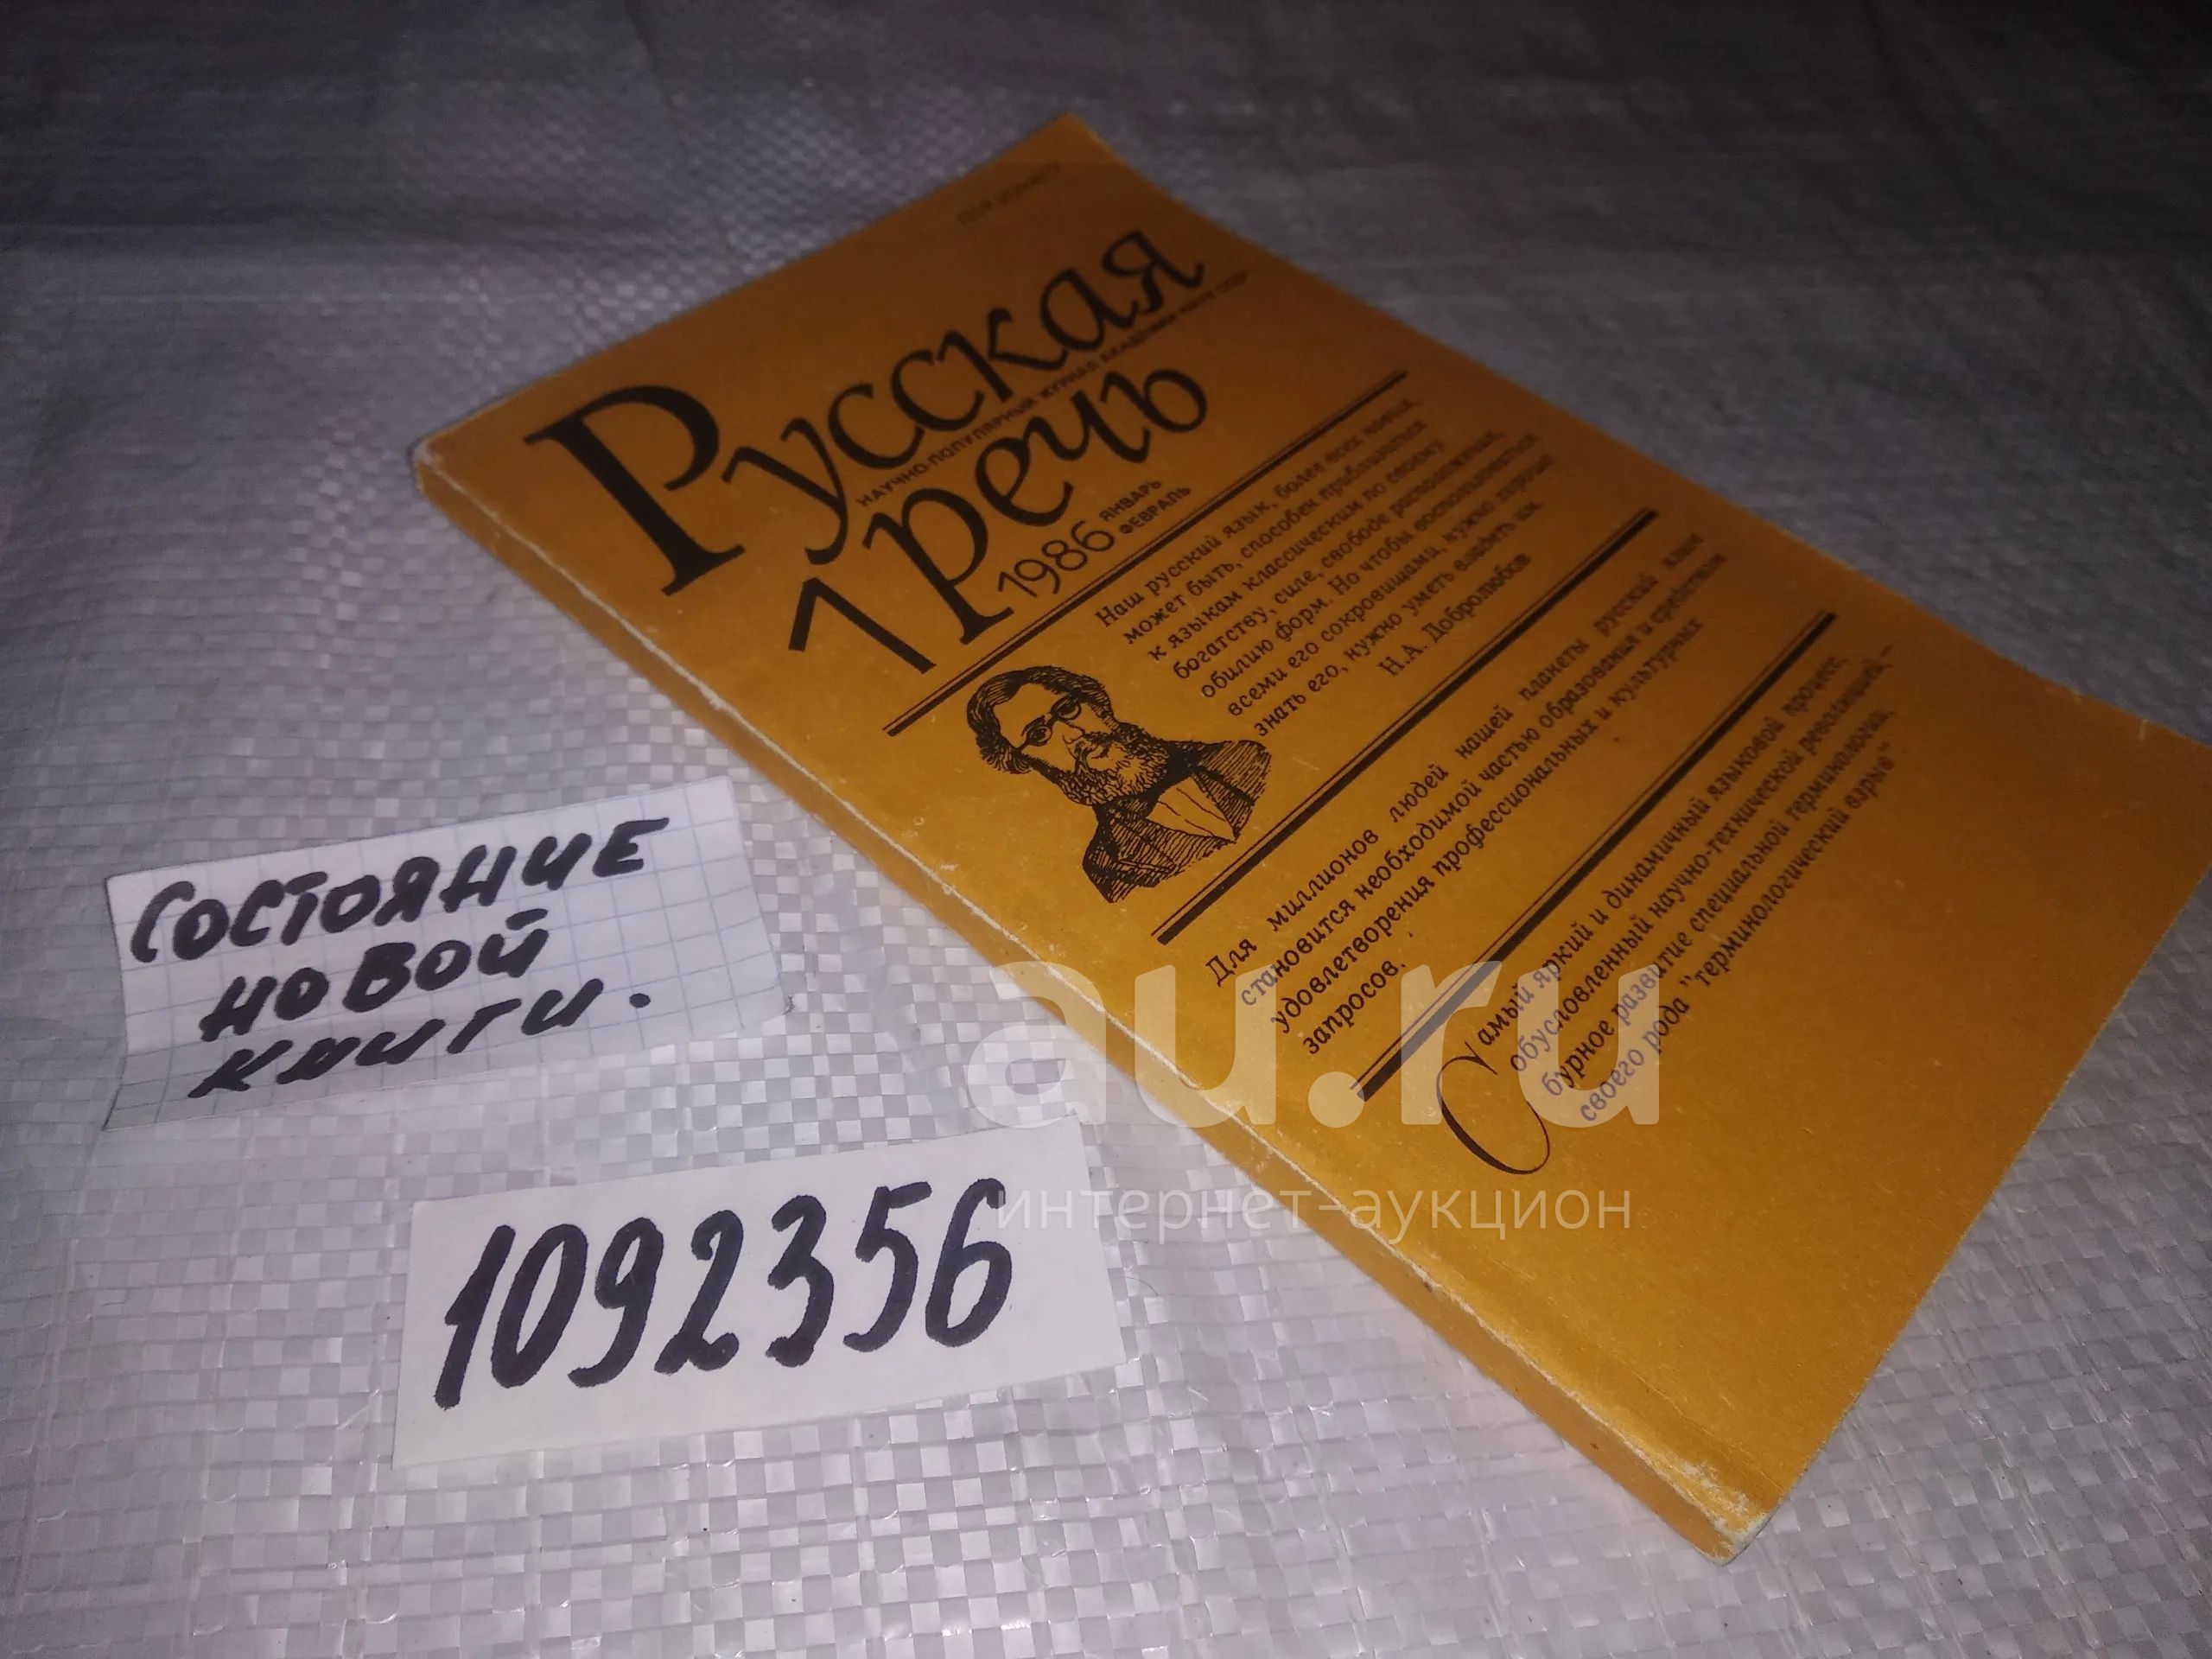 Русская
НАУЧНО-ПОПУЛЯРНЫЙ ЖУРНАЛ АКАДЕМИИ НАУК СССР
1 речь
1986 ЯНВАРЬ
ФЕВРАЛЬ
Наш русский язык, более всех новых,
может быть, способен приблизиться
к языкам классическим по своему
богатству, силе, свободе расположения,
обилию форм. Но чтобы воспользоваться
всеми его сокровищами, нужно хорошо
знать его, нужно уметь владеть им
Н.А. Добролюбов
Для миллионов людей нашей планеты русский язык
становится необходимой частью образования и средством
удовлетворения профессиональных и культурных
запросов.
Самый яркий и динамичный языковой процесс,
обусловленный научно-технической революцией, –
бурное развитие специальной терминологии,
своего рода "терминологический взрыв"
СОСТОЯНИЕ
НОВОЙ
КНИГИ.
1092356
au.ru
интернет-аукцион